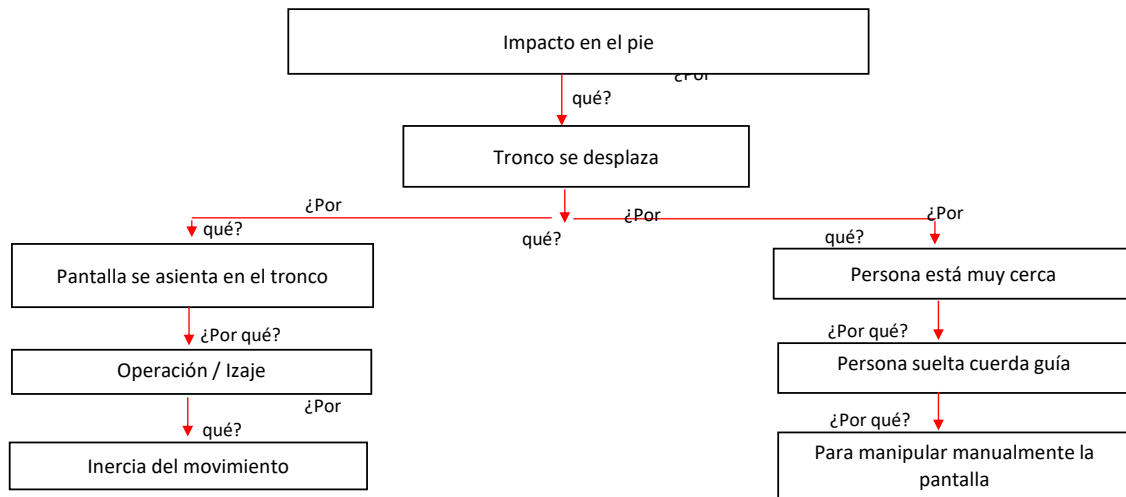 Impacto en el pie
¿Por
qué?
Tronco se desplaza
¿Por
qué?
¿Por
qué?
¿Por
qué?
Pantalla se asienta en el tronco
Persona está muy cerca
¿Por qué?
¿Por qué?
Operación / Izaje
Persona suelta cuerda guía
¿Por
qué?
¿Por qué?
Inercia del movimiento
Para manipular manualmente la
pantalla